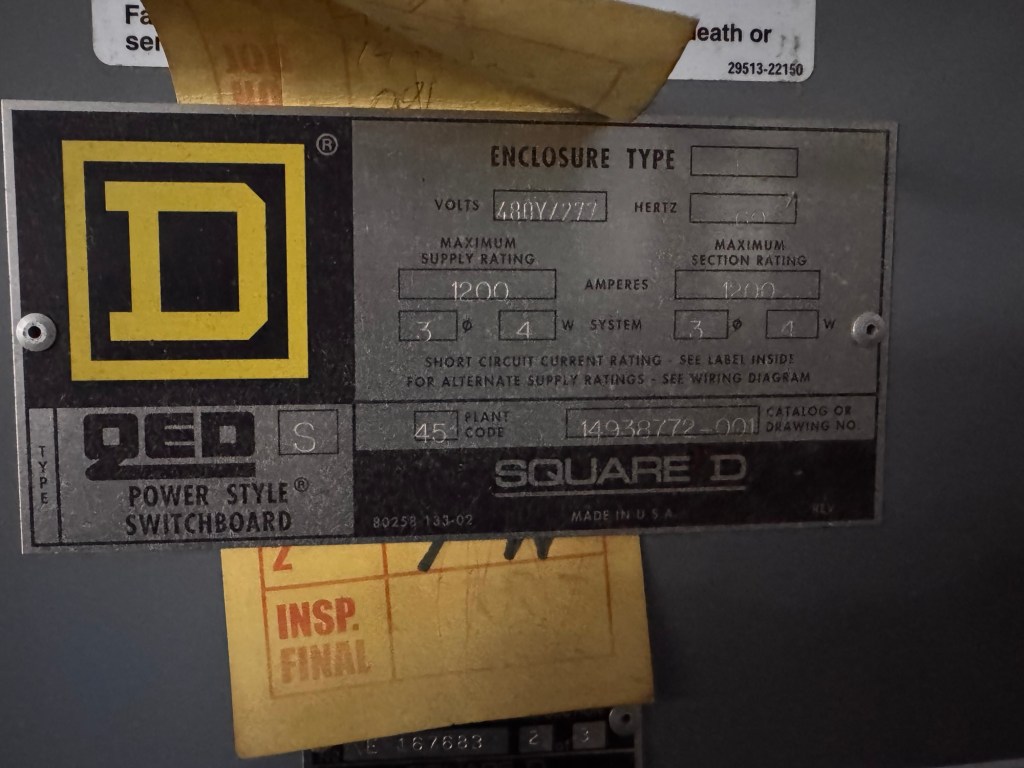 Fa
ser
death or
29513-22150
JOB
NO
D ®
ENCLOSURE TYPE
VOLTS 480Y/277 HERTZ
MAXIMUM SUPPLY RATING
MAXIMUM SECTION RATING
1200 AMPERES 1200
3 ø 4 W SYSTEM 3 ø 4 W
SHORT CIRCUIT CURRENT RATING - SEE LABEL INSIDE
FOR ALTERNATE SUPPLY RATINGS - SEE WIRING DIAGRAM
TYPE
QED S
POWER STYLE®
SWITCHBOARD
45 PLANT CODE
14938772-001 CATALOG OR DRAWING NO.
SQUARE D
80258-133-02 MADE IN U.S.A. REV.
2
INSP.
FINAL
E 167683 2 3